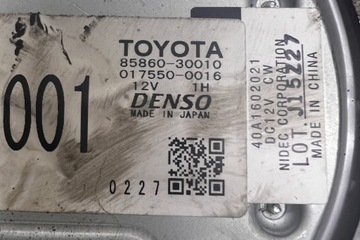 TOYOTA
85860-30010
017550-0016
12V 1H
DENSO
MADE IN JAPAN
001
0227
40A1602021
DC12V CW
NIDEC CORPORATION
LOT J15Z27
MADE IN CHINA